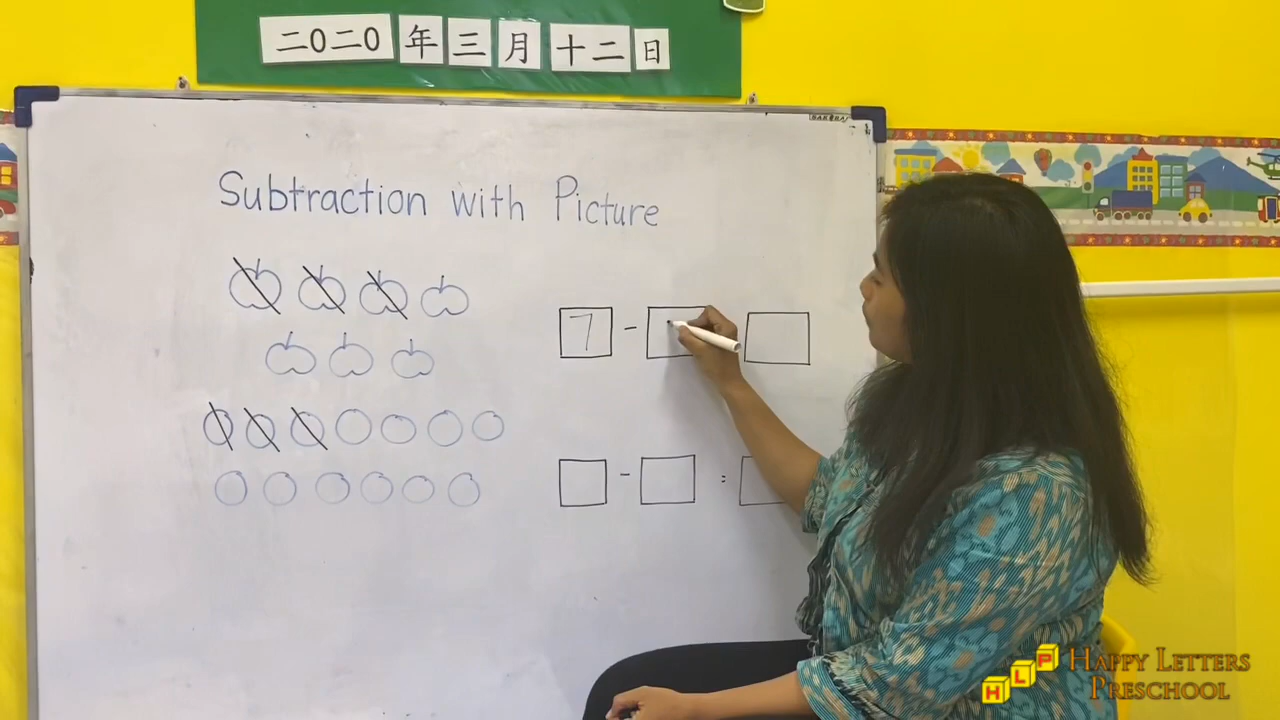 二0二0 年 三 月 十二 日
Subtraction with Picture
7 -
- =
HLP HAPPY LETTERS
PRESCHOOL